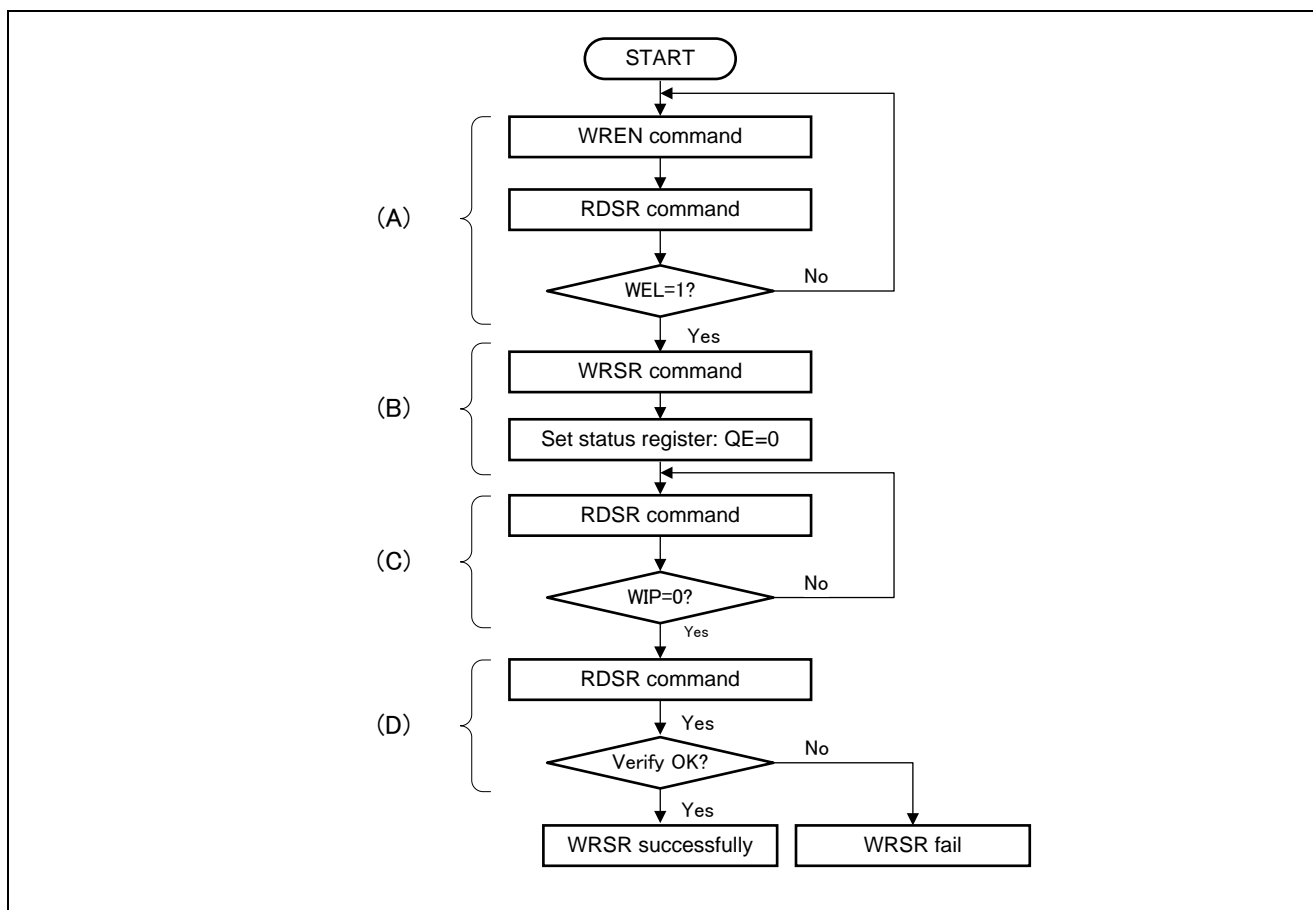 START
WREN command
RDSR command
(A)
WEL=1?
No
Yes
WRSR command
(B)
Set status register: QE=0
RDSR command
(C)
WIP=0?
No
Yes
RDSR command
(D)
Yes
Verify OK?
No
Yes
WRSR successfully
WRSR fail